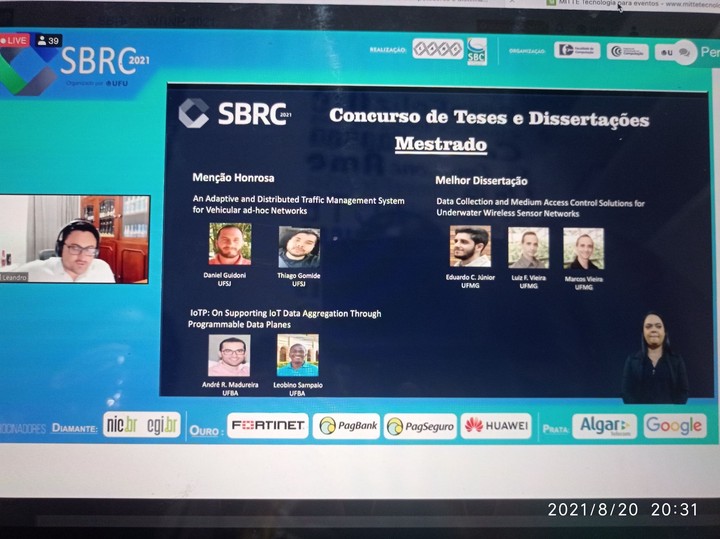 MITTE Tecnologia para eventos - www.mittetecnolo
LIVE
39
SBRC 2021
UFU
REALIZAÇÃO:
SBC
ORGANIZAÇÃO:
Per
SBRC 2021
Concurso de Teses e Dissertações
Mestrado
Menção Honrosa
An Adaptive and Distributed Traffic Management System
for Vehicular ad-hoc Networks
Daniel Guidoni
UFSJ
Thiago Gomide
UFSJ
IoTP: On Supporting IoT Data Aggregation Through
Programmable Data Planes
André R. Madureira
UFBA
Leobino Sampaio
UFBA
Melhor Dissertação
Data Collection and Medium Access Control Solutions for
Underwater Wireless Sensor Networks
Eduardo C. Júnior
UFMG
Luiz F. Vieira
UFMG
Marcos Vieira
UFMG
Leandro
OCINADORES
DIAMANTE:
nic.br cgi.br
OURO:
FORTINET
PagBank
PagSeguro
HUAWEI
PRATA:
Algar
Telecom
Google
2021/8/20 20:31